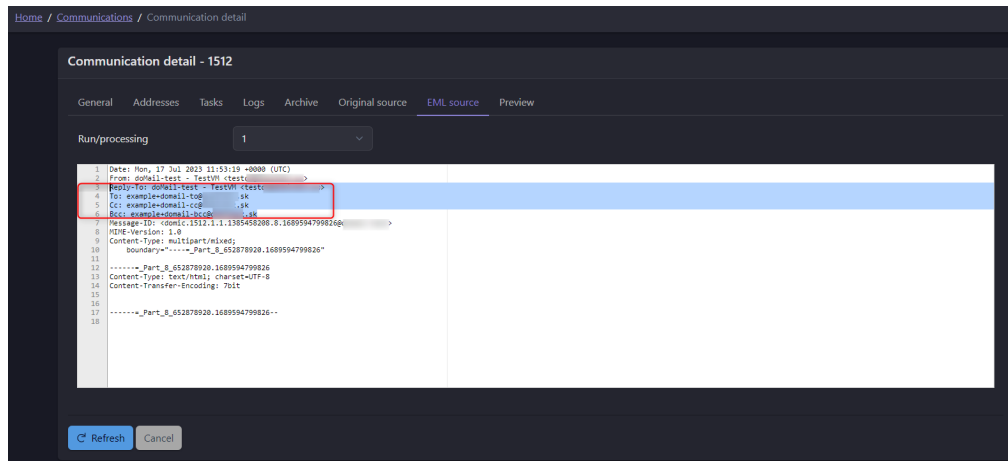 Home / Communications / Communication detail
Communication detail - 1512
General Addresses Tasks Logs Archive Original source EML source Preview
Run/processing 1
1 Date: Mon, 17 Jul 2023 11:53:19 +0000 (UTC)
2 From: doMail-test - TestVM <test >
3 Reply-To: doMail-test - TestVM <test >
4 To: example+domail-to@ .sk
5 Cc: example+domail-cc@ .sk
6 Bcc: example+domail-bcc@ .sk
7 Message-ID: <domic.1512.1.1.1385458208.8.1689594799826@ >
8 MIME-Version: 1.0
9 Content-Type: multipart/mixed;
10 boundary="----=_Part_8_652878920.1689594799826"
11
12 ------=_Part_8_652878920.1689594799826
13 Content-Type: text/html; charset=UTF-8
14 Content-Transfer-Encoding: 7bit
15
16
17 ------=_Part_8_652878920.1689594799826--
18
Refresh Cancel